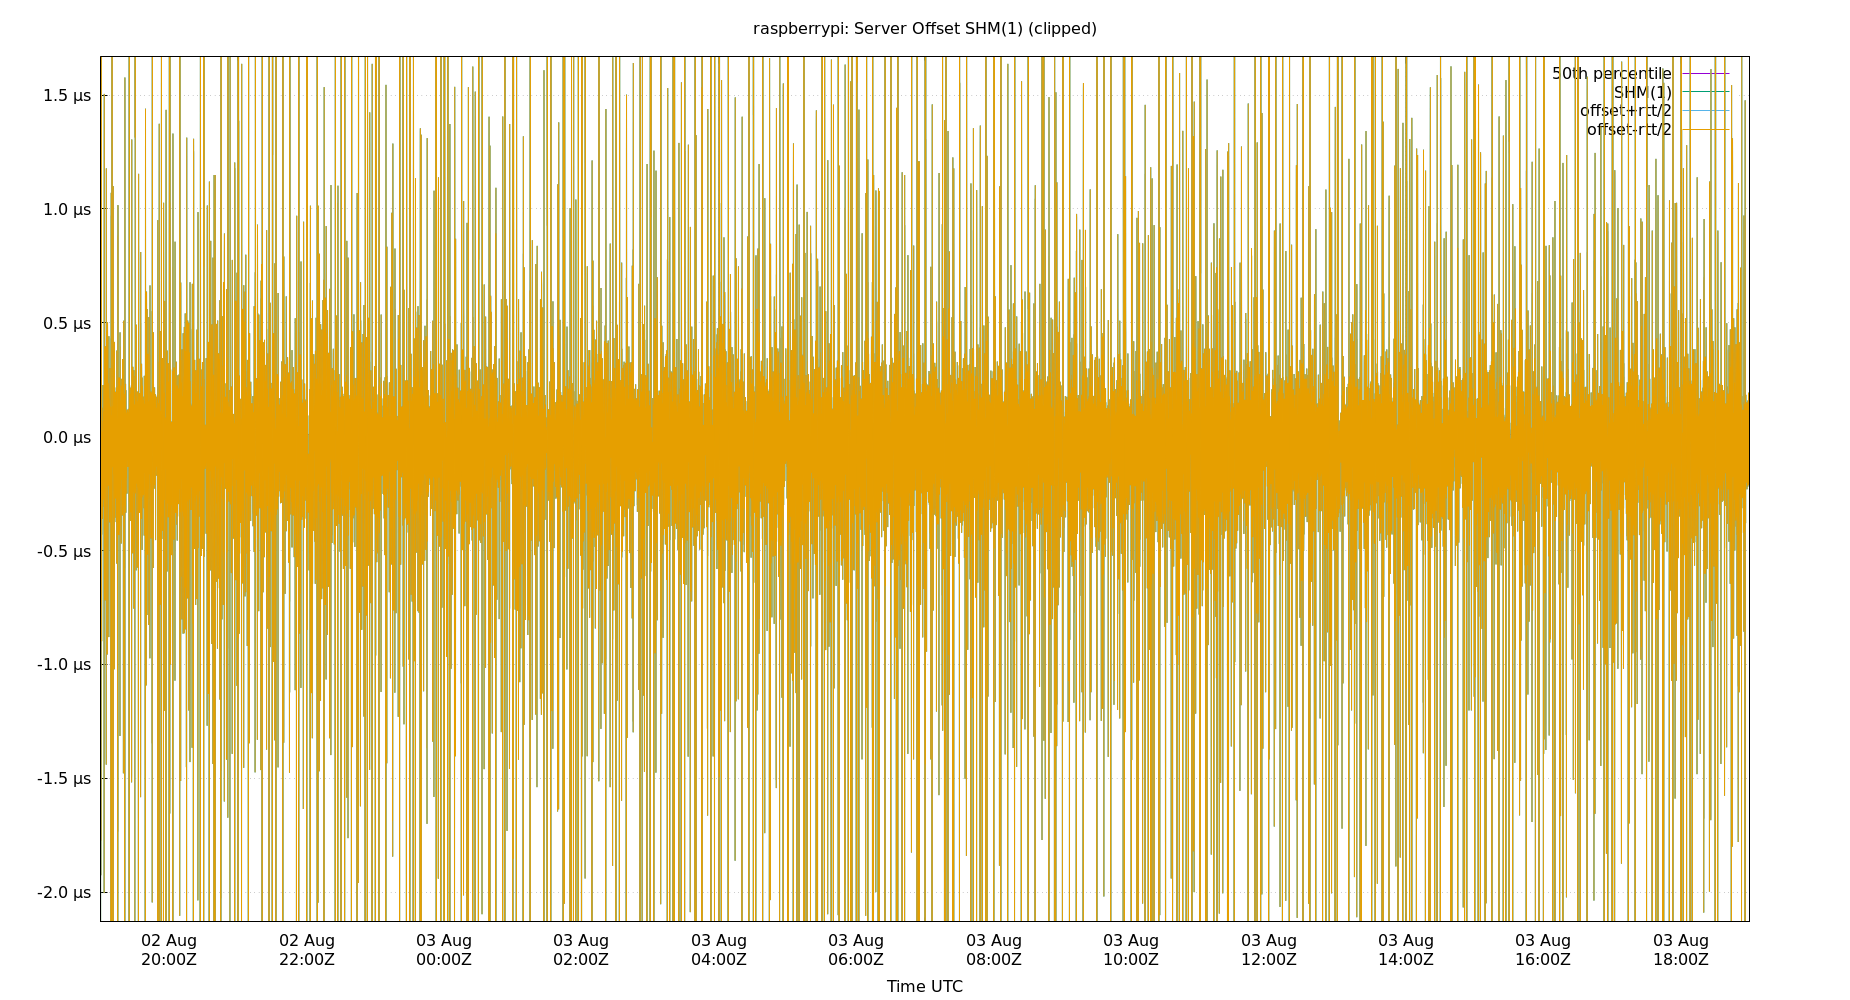 raspberrypi: Server Offset SHM(1) (clipped)
50th percentile
SHM(1)
offset+rtt/2
offset-rtt/2
1.5 µs
1.0 µs
0.5 µs
0.0 µs
-0.5 µs
-1.0 µs
-1.5 µs
-2.0 µs
02 Aug 02 Aug 03 Aug 03 Aug 03 Aug 03 Aug 03 Aug 03 Aug 03 Aug 03 Aug 03 Aug 03 Aug
20:00Z 22:00Z 00:00Z 02:00Z 04:00Z 06:00Z 08:00Z 10:00Z 12:00Z 14:00Z 16:00Z 18:00Z
Time UTC